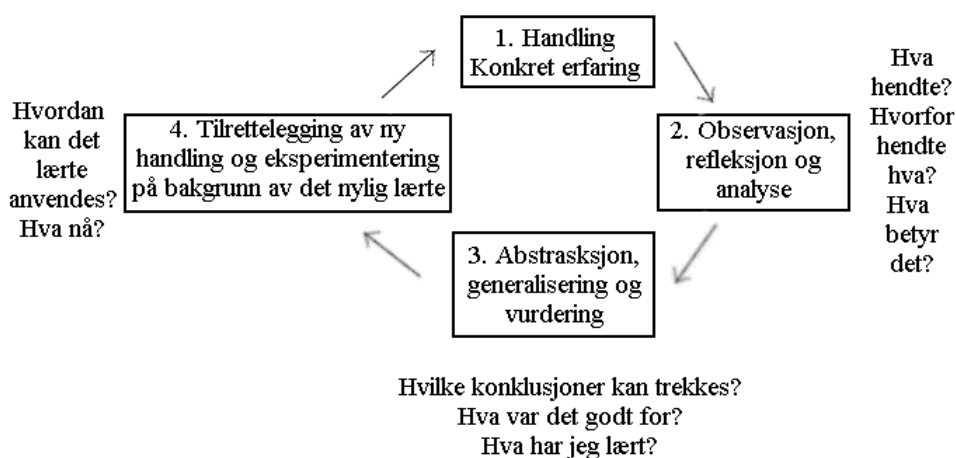 1. Handling
Konkret erfaring
Hva
hendte?
Hvorfor
hendte
hva?
Hva
betyr
det?
2. Observasjon,
refleksjon og
analyse
3. Abstrasksjon,
generalisering og
vurdering
Hvilke konklusjoner kan trekkes?
Hva var det godt for?
Hva har jeg lært?
4. Tilrettelegging av ny
handling og eksperimentering
på bakgrunn av det nylig lærte
Hvordan
kan det
lærte
anvendes?
Hva nå?